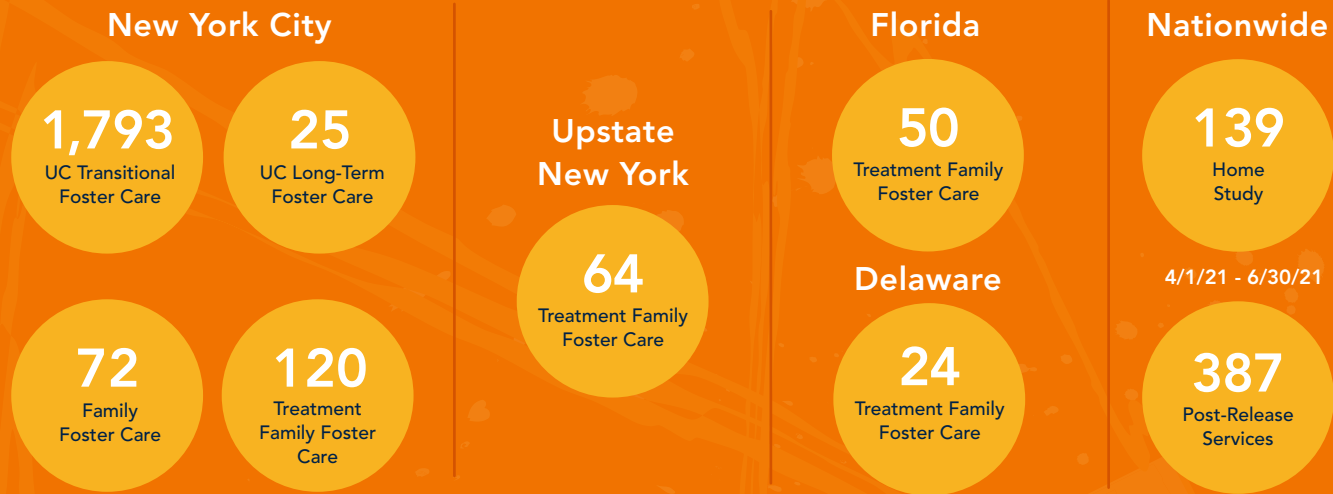 New York City
1,793
UC Transitional
Foster Care
25
UC Long-Term
Foster Care
72
Family
Foster Care
120
Treatment
Family Foster
Care
Upstate
New York
64
Treatment Family
Foster Care
Florida
50
Treatment Family
Foster Care
Delaware
24
Treatment Family
Foster Care
Nationwide
139
Home
Study
4/1/21 - 6/30/21
387
Post-Release
Services